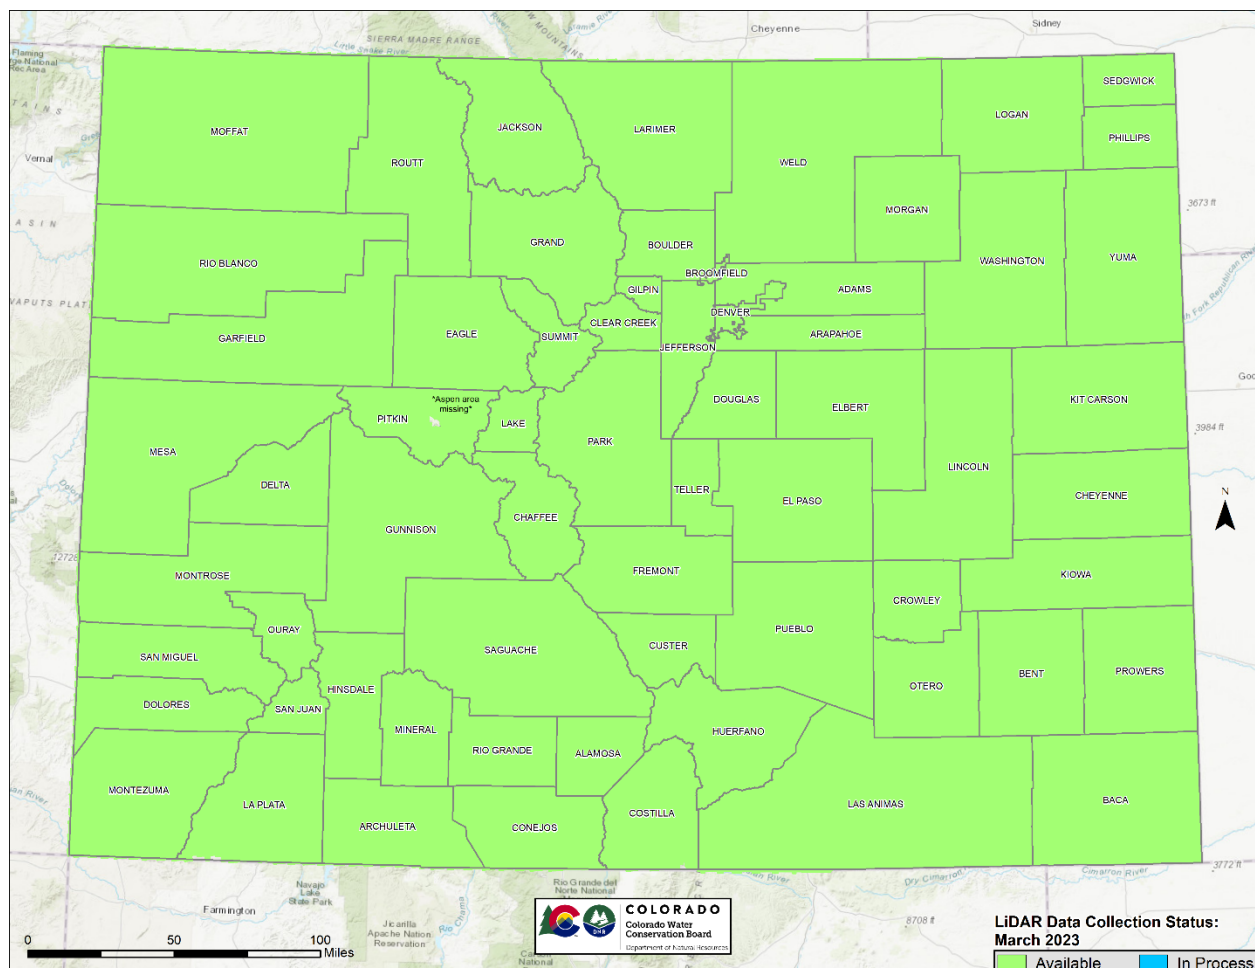 SIERRA MADRE RANGE
Cheyenne
Sidney
Little Snake River
Flaming
Rec Area
SEDGWICK
LOGAN
JACKSON
LARIMER
MOFFAT
PHILLIPS
Vernal
ROUTT
WELD
MORGAN
3673 ft
GRAND
BOULDER
YUMA
WASHINGTON
RIO BLANCO
BROOMFIELD
GILPIN
ADAMS
DENVER
CLEAR CREEK
EAGLE
ARAPAHOE
GARFIELD
SUMMIT
JEFFERSON
*Aspen area
missing*
DOUGLAS
KIT CARSON
ELBERT
PITKIN
LAKE
3984 ft
PARK
MESA
LINCOLN
DELTA
TELLER
CHEYENNE
EL PASO
N
CHAFFEE
GUNNISON
12728
FREMONT
MONTROSE
KIOWA
CROWLEY
OURAY
PUEBLO
CUSTER
SAGUACHE
SAN MIGUEL
PROWERS
BENT
OTERO
HINSDALE
DOLORES
SAN JUAN
MINERAL
HUERFANO
RIO GRANDE
ALAMOSA
MONTEZUMA
BACA
LA PLATA
LAS ANIMAS
COSTILLA
ARCHULETA
CONEJOS
3772 ft
Dry Cimarron
Cimarron River
Navajo
Lake
State Park
Rio Grande del
Norte National
Farmington
Jicarilla
Apache Nation
Reservation
Rio Chama
8708 ft
COLORADO
Colorado Water
Conservation Board
Department of Natural Resources
DNR
LiDAR Data Collection Status:
March 2023
0 50 100
Miles
Available In Process